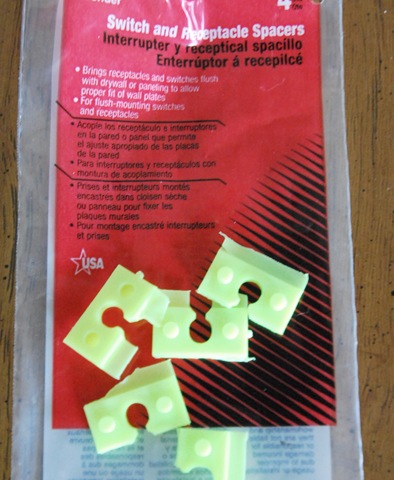 Switch and Receptacle Spacers
Interrupter y receptical spacillo
Enterrúptor á recepilcé
• Brings receptacles and switches flush
with drywall or paneling to allow
proper fit of wall plates
• For flush-mounting switches
and receptacles
• Acople los receptáculo e interruptores
en la pared o panel que permita
el ajuste apropiado de las placas
de la pared
• Para interruptores y receptáculos con
montura de acoplamiento
• Prises et interrupteurs montés
encastrés dans cloisen sèche
ou panneau pour fixer les
plaques murales
• Pour montage encastré interrupteurs
et prises
USA